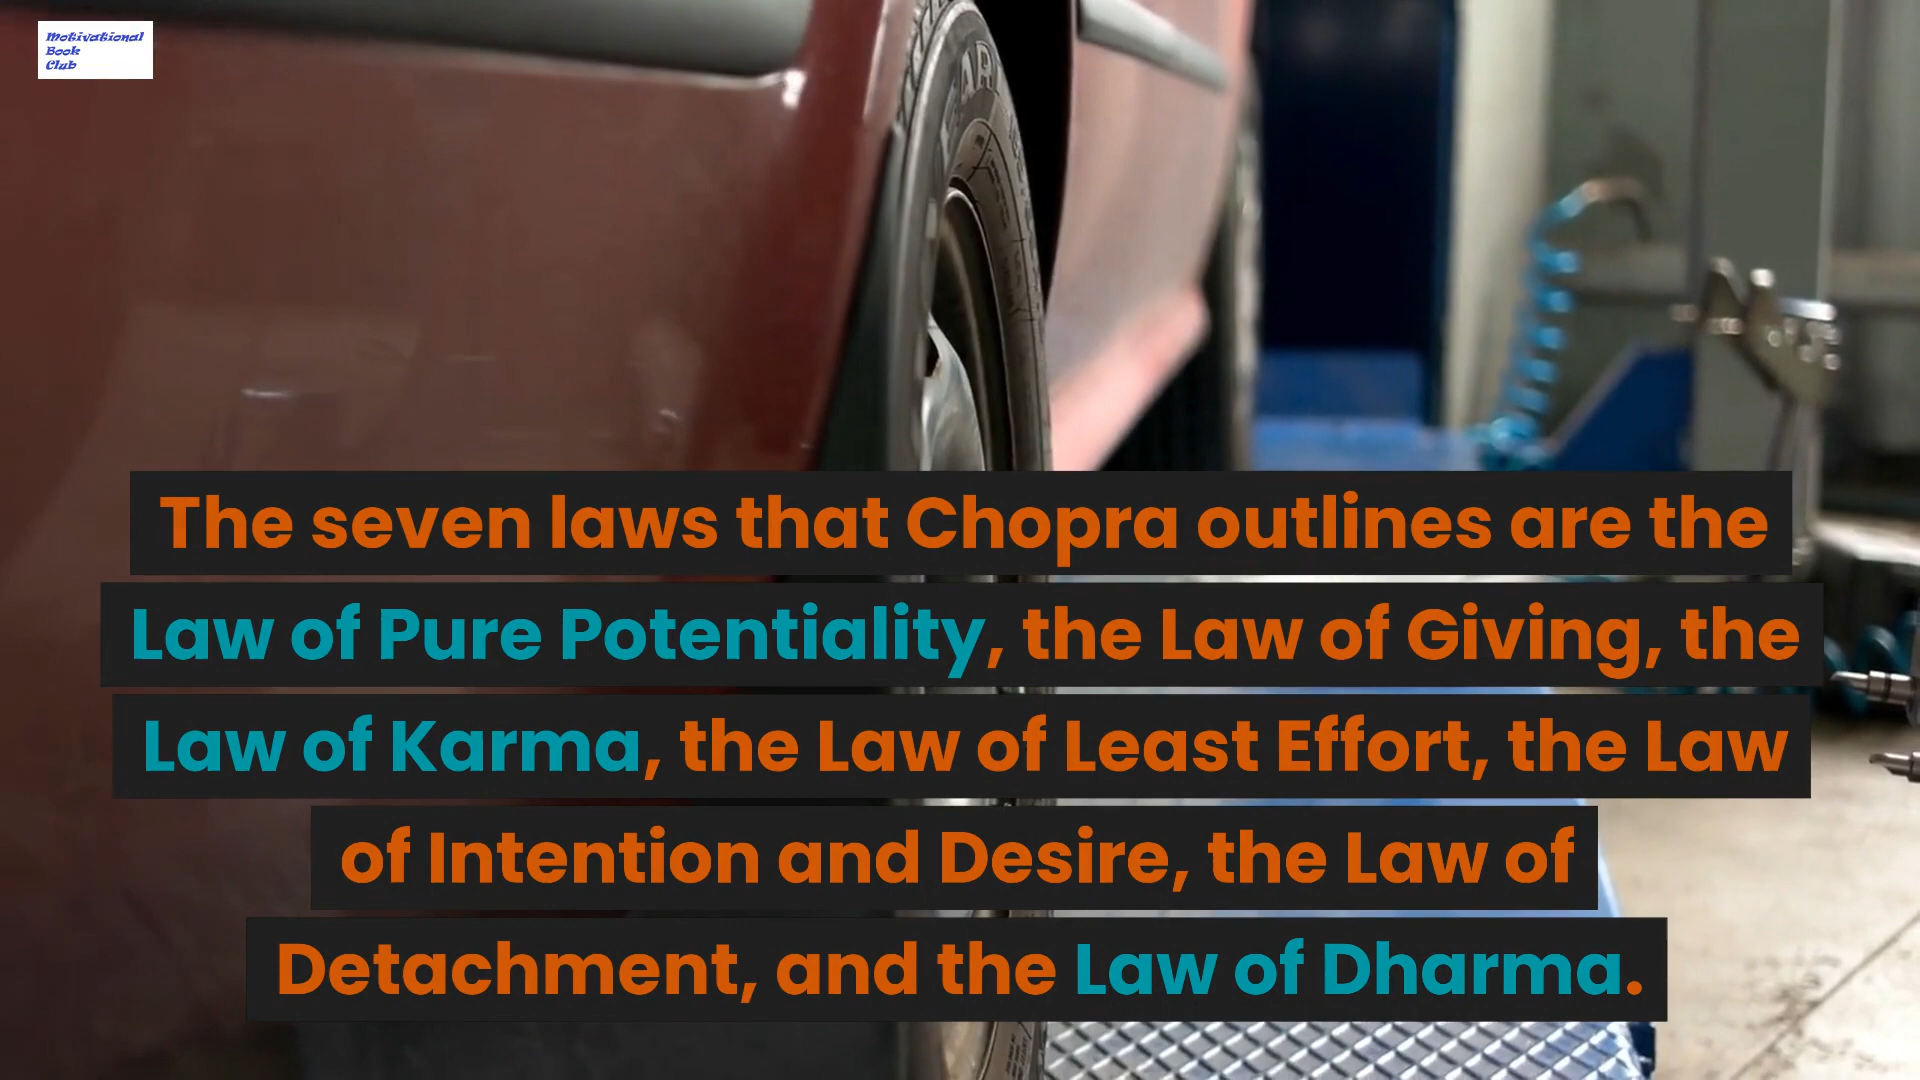 Motivational
Book
Club
The seven laws that Chopra outlines are the
Law of Pure Potentiality, the Law of Giving, the
Law of Karma, the Law of Least Effort, the Law
of Intention and Desire, the Law of
Detachment, and the Law of Dharma.